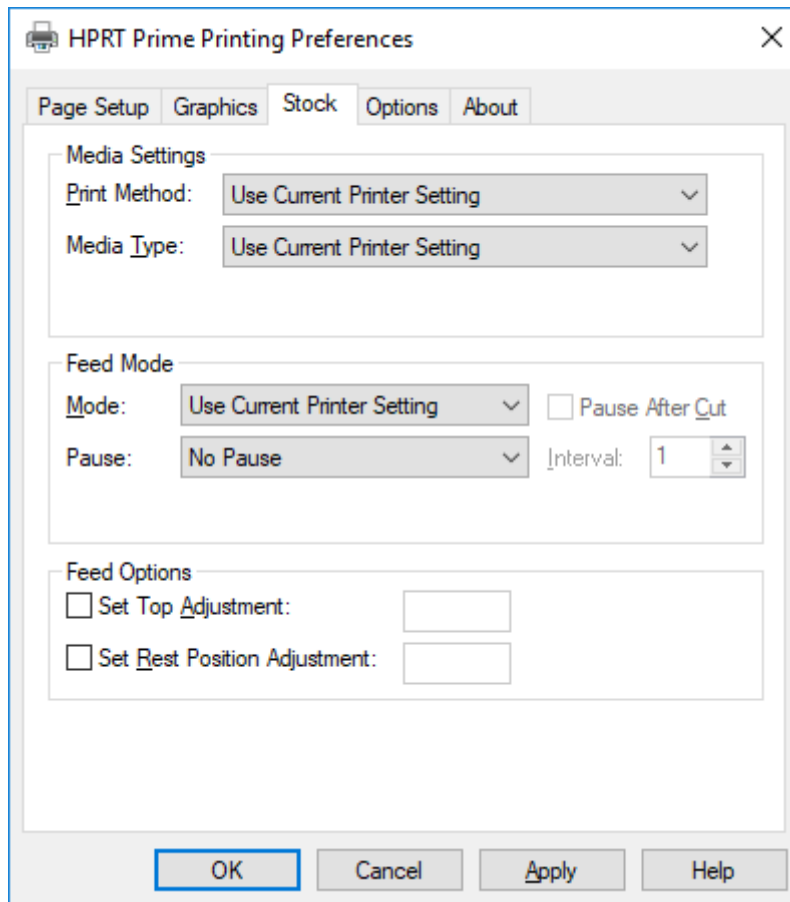 HPRT Prime Printing Preferences
Page Setup Graphics Stock Options About
Media Settings
Print Method: Use Current Printer Setting
Media Type: Use Current Printer Setting
Feed Mode
Mode: Use Current Printer Setting Pause After Cut
Pause: No Pause Interval: 1
Feed Options
Set Top Adjustment:
Set Rest Position Adjustment:
OK Cancel Apply Help